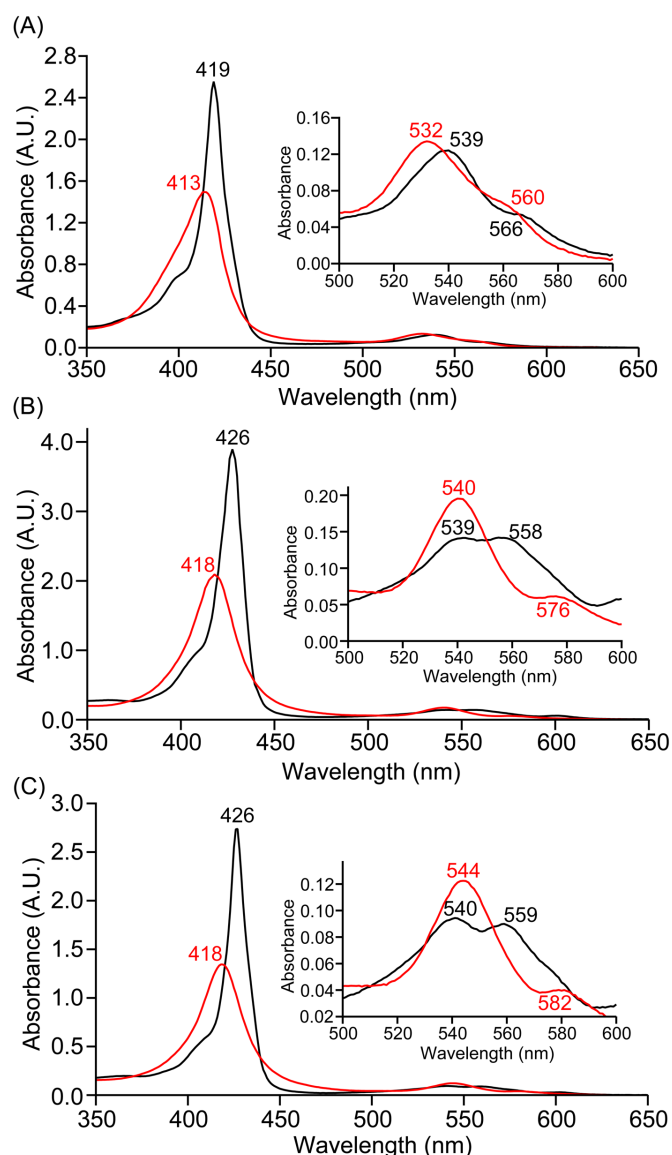 (A)
Absorbance (A.U.)
2.8
2.4
2.0
1.6
1.2
0.8
0.4
0.0
419
413
350 400 450 500 550 600 650
Wavelength (nm)
Absorbance
0.16
0.12
0.08
0.04
0.00
532
539
560
566
500 520 540 560 580 600
Wavelength (nm)
(B)
Absorbance (A.U.)
4.0
3.0
2.0
1.0
0.0
426
418
350 400 450 500 550 600 650
Wavelength (nm)
Absorbance
0.20
0.15
0.10
0.05
0.00
540
539
558
576
500 520 540 560 580 600
Wavelength (nm)
(C)
Absorbance (A.U.)
3.0
2.5
2.0
1.5
1.0
0.5
0.0
426
418
350 400 450 500 550 600 650
Wavelength (nm)
Absorbance
0.12
0.10
0.08
0.06
0.04
0.02
544
540
559
582
500 520 540 560 580 600
Wavelength (nm)